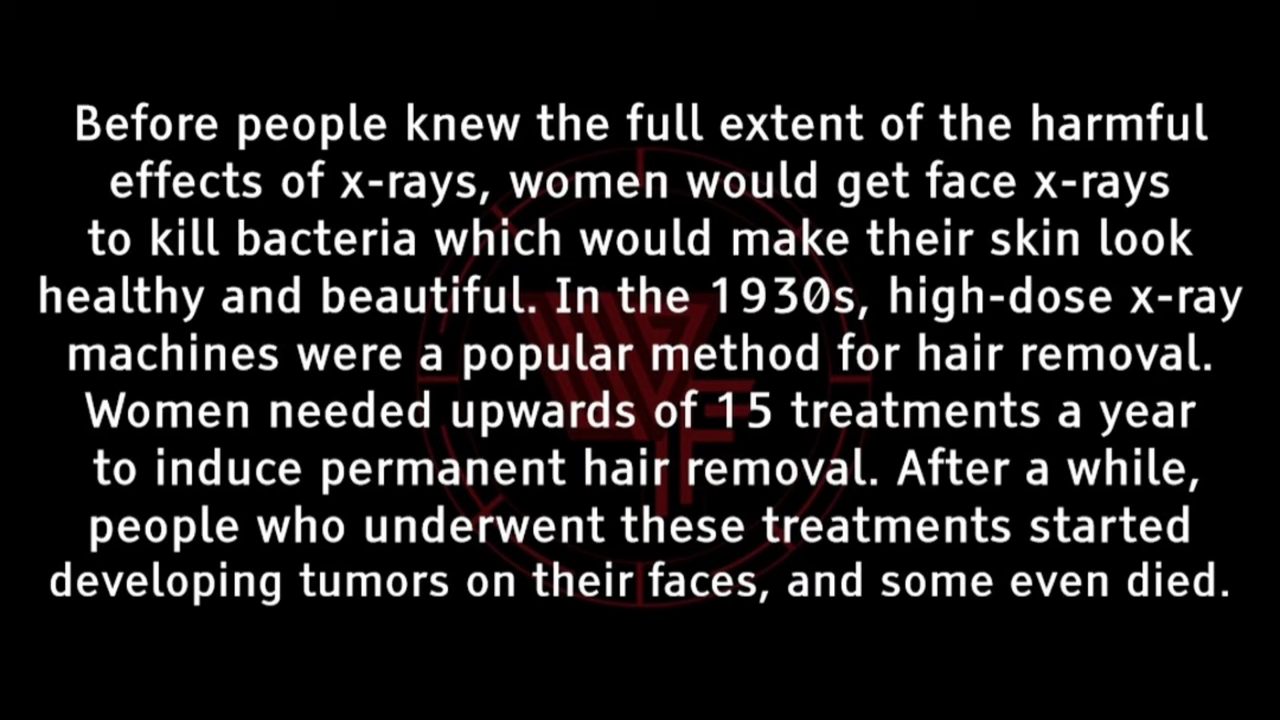 Before people knew the full extent of the harmful
effects of x-rays, women would get face x-rays
to kill bacteria which would make their skin look
healthy and beautiful. In the 1930s, high-dose x-ray
machines were a popular method for hair removal.
Women needed upwards of 15 treatments a year
to induce permanent hair removal. After a while,
people who underwent these treatments started
developing tumors on their faces, and some even died.